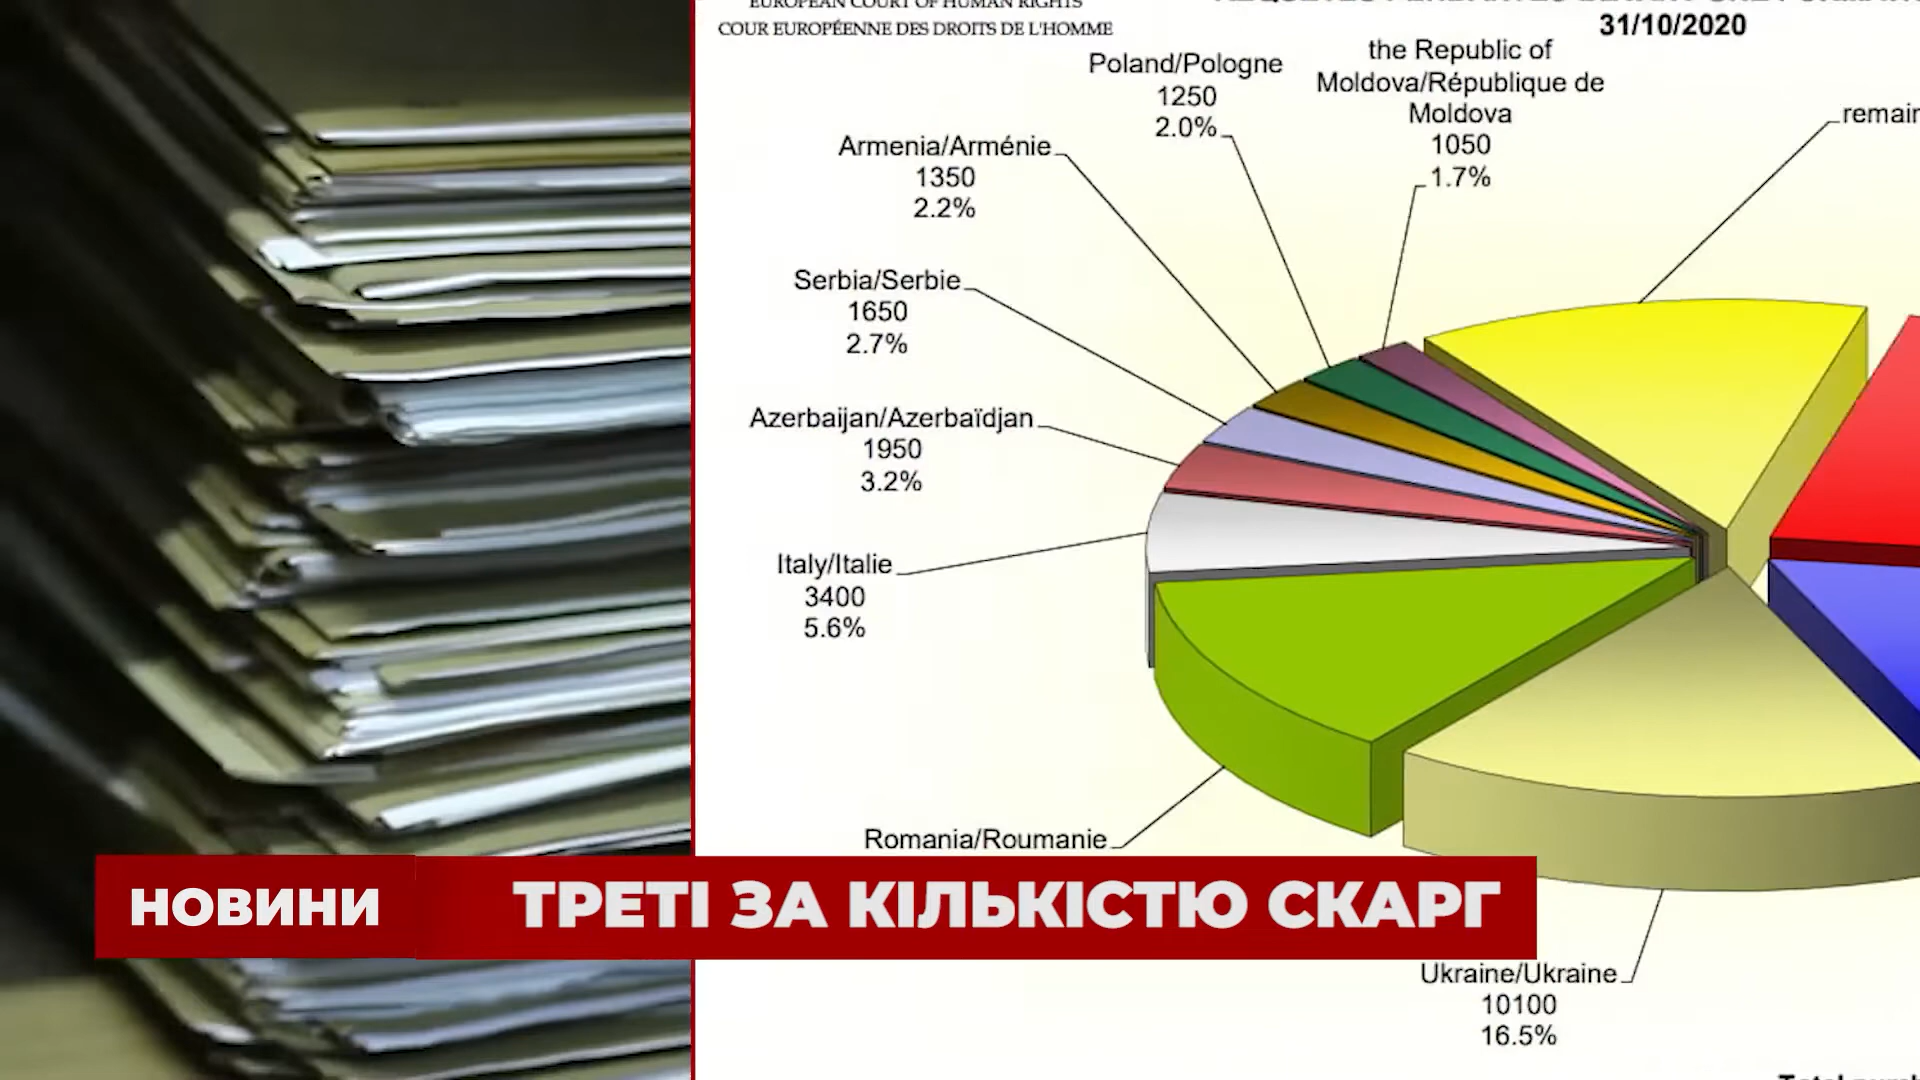 EUROPEAN COURT OF HUMAN RIGHTS
COUR EUROPÉENNE DES DROITS DE L'HOMME
31/10/2020
Poland/Pologne
1250
2.0%
the Republic of
Moldova/République de
Moldova
1050
1.7%
Armenia/Arménie
1350
2.2%
Serbia/Serbie
1650
2.7%
Azerbaijan/Azerbaïdjan
1950
3.2%
Italy/Italie
3400
5.6%
Romania/Roumanie
НОВИНИ
ТРЕТІ ЗА КІЛЬКІСТЮ СКАРГ
Ukraine/Ukraine
10100
16.5%